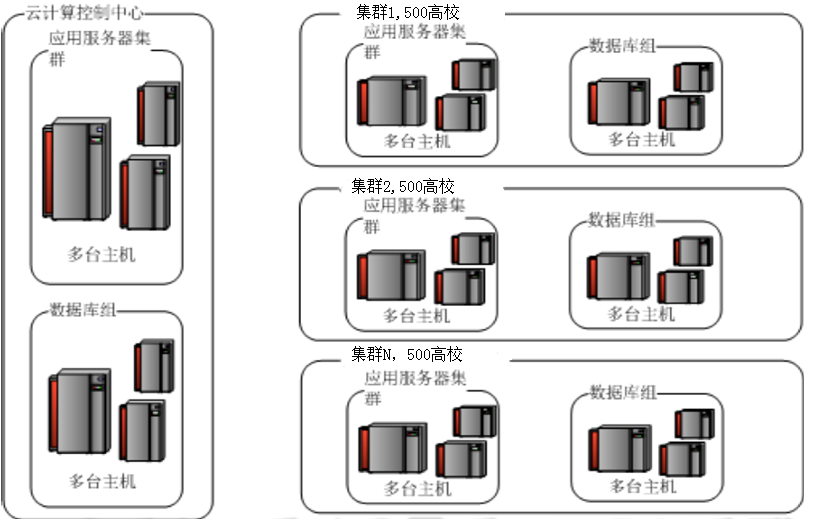 云计算控制中心
应用服务器集
群
多台主机
数据库组
多台主机
集群1,500高校
应用服务器集
群
多台主机
数据库组
多台主机
集群2,500高校
应用服务器集
群
多台主机
数据库组
多台主机
集群N，500高校
应用服务器集
群
多台主机
数据库组
多台主机